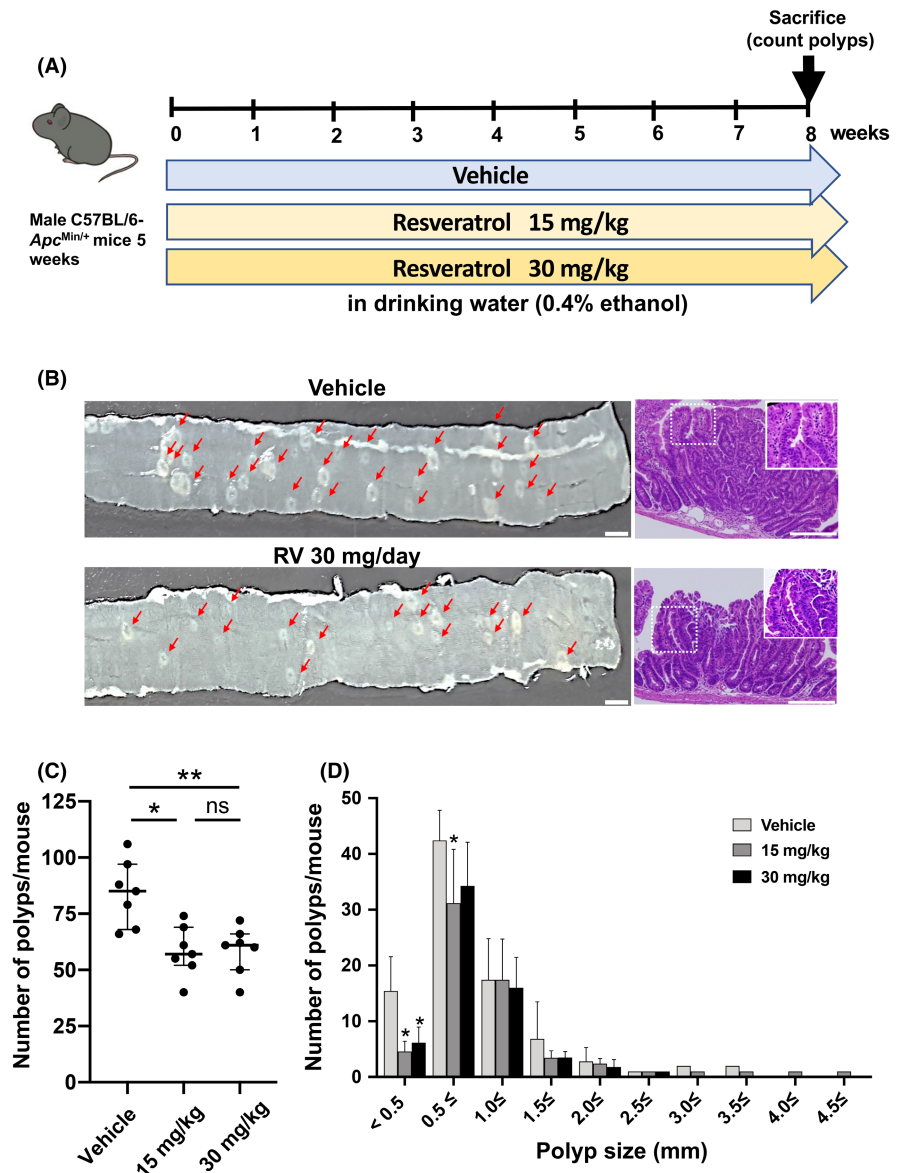 Sacrifice
(count polyps)
(A)
0 1 2 3 4 5 6 7 8 weeks
Vehicle
Male C57BL/6-
ApcMin/+ mice 5
weeks
Resveratrol 15 mg/kg
Resveratrol 30 mg/kg
in drinking water (0.4% ethanol)
(B)
Vehicle
RV 30 mg/day
(C)
Number of polyps/mouse
125
100
75
50
25
0
**
*
ns
Vehicle
15 mg/kg
30 mg/kg
(D)
Number of polyps/mouse
50
40
30
20
10
0
*
*
*
Vehicle
15 mg/kg
30 mg/kg
< 0.5
0.5 ≤
1.0≤
1.5≤
2.0≤
2.5≤
3.0≤
3.5≤
4.0≤
4.5≤
Polyp size (mm)